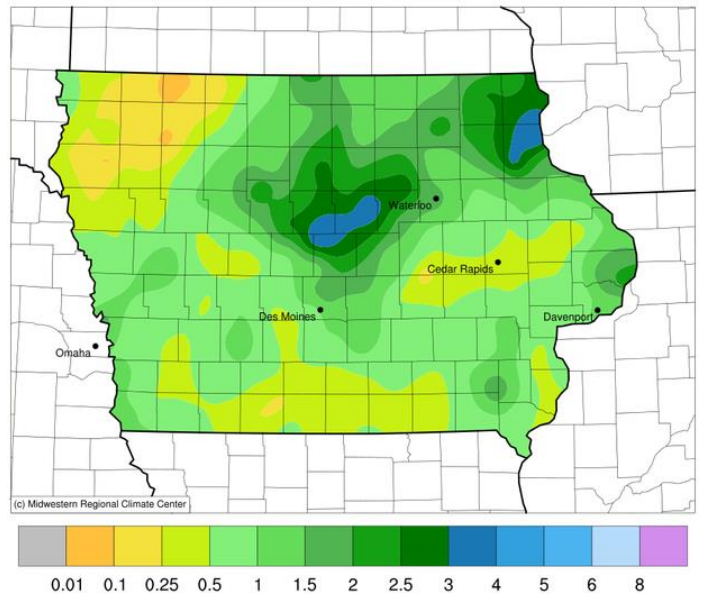 Waterloo
Cedar Rapids
Des Moines
Davenport
Omaha
(c) Midwestern Regional Climate Center
0.01 0.1 0.25 0.5 1 1.5 2 2.5 3 4 5 6 8